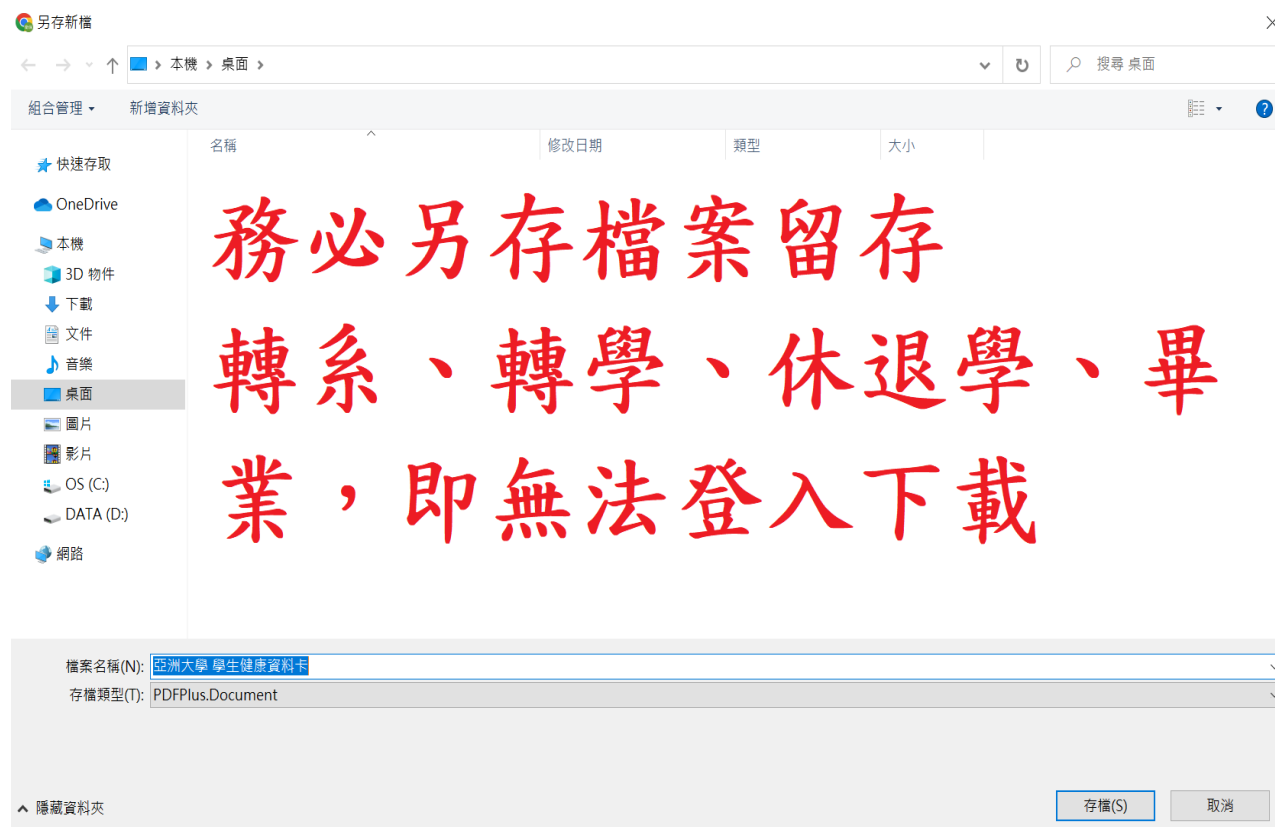 另存新檔
本機 > 桌面 >
搜尋 桌面
組合管理
新增資料夾
名稱
修改日期
類型
大小
快速存取
OneDrive
本機
3D 物件
下載
文件
音樂
桌面
圖片
影片
OS (C:)
DATA (D:)
網路
務必另存檔案留存
轉系、轉學、休退學、畢
業，即無法登入下載
檔案名稱(N): 亞洲大學 學生健康資料卡
存檔類型(T): PDFPlus.Document
隱藏資料夾
存檔(S)
取消